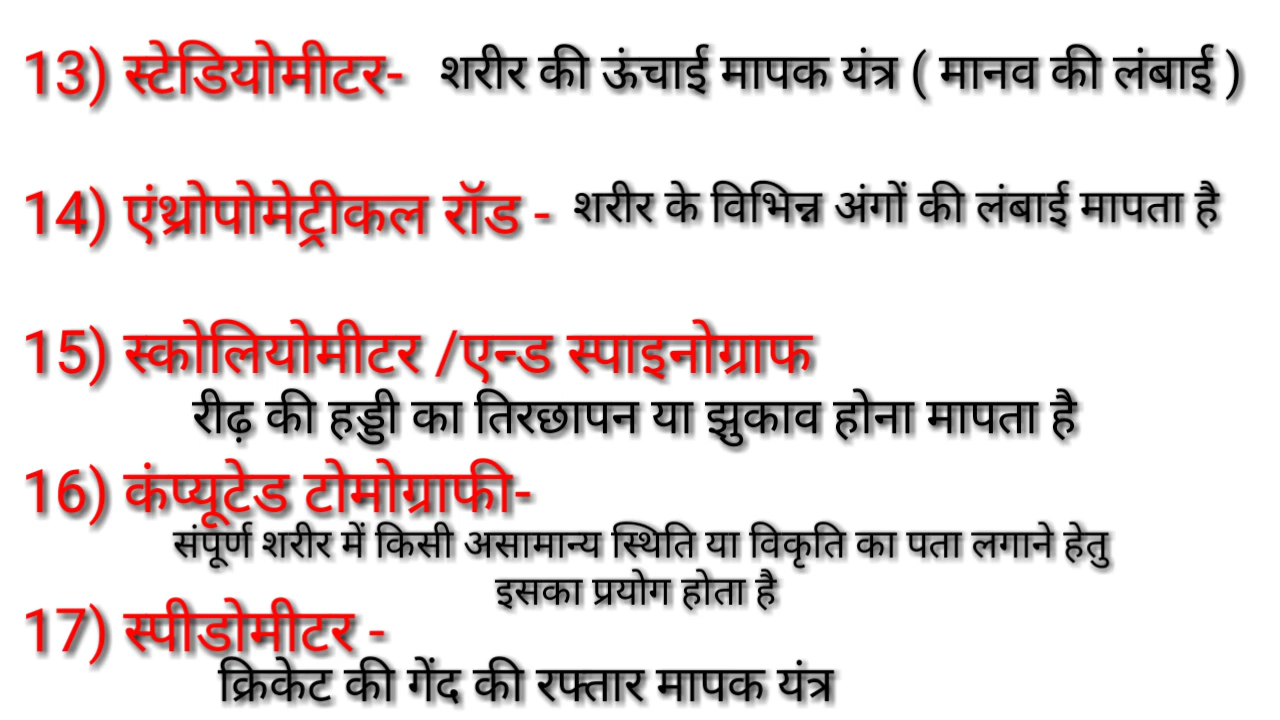 13) स्टेडियोमीटर- शरीर की ऊंचाई मापक यंत्र ( मानव की लंबाई )
14) एंथ्रोपोमेट्रीकल रॉड - शरीर के विभिन्न अंगों की लंबाई मापता है
15) स्कोलियोमीटर /एन्ड स्पाइनोग्राफ
रीढ़ की हड्डी का तिरछापन या झुकाव होना मापता है
16) कंप्यूटेड टोमोग्राफी-
संपूर्ण शरीर में किसी असामान्य स्थिति या विकृति का पता लगाने हेतु
इसका प्रयोग होता है
17) स्पीडोमीटर -
क्रिकेट की गेंद की रफ्तार मापक यंत्र